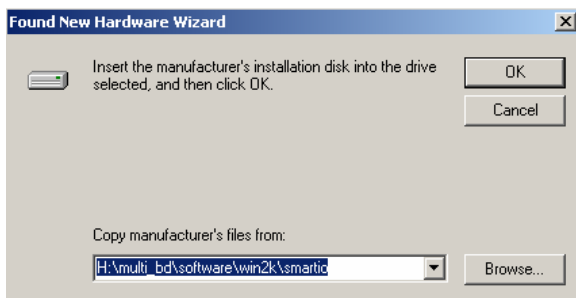 Found New Hardware Wizard
Insert the manufacturer's installation disk into the drive
selected, and then click OK.
OK
Cancel
Copy manufacturer's files from:
H:\multi_bd\software\win2k\smartio
Browse...